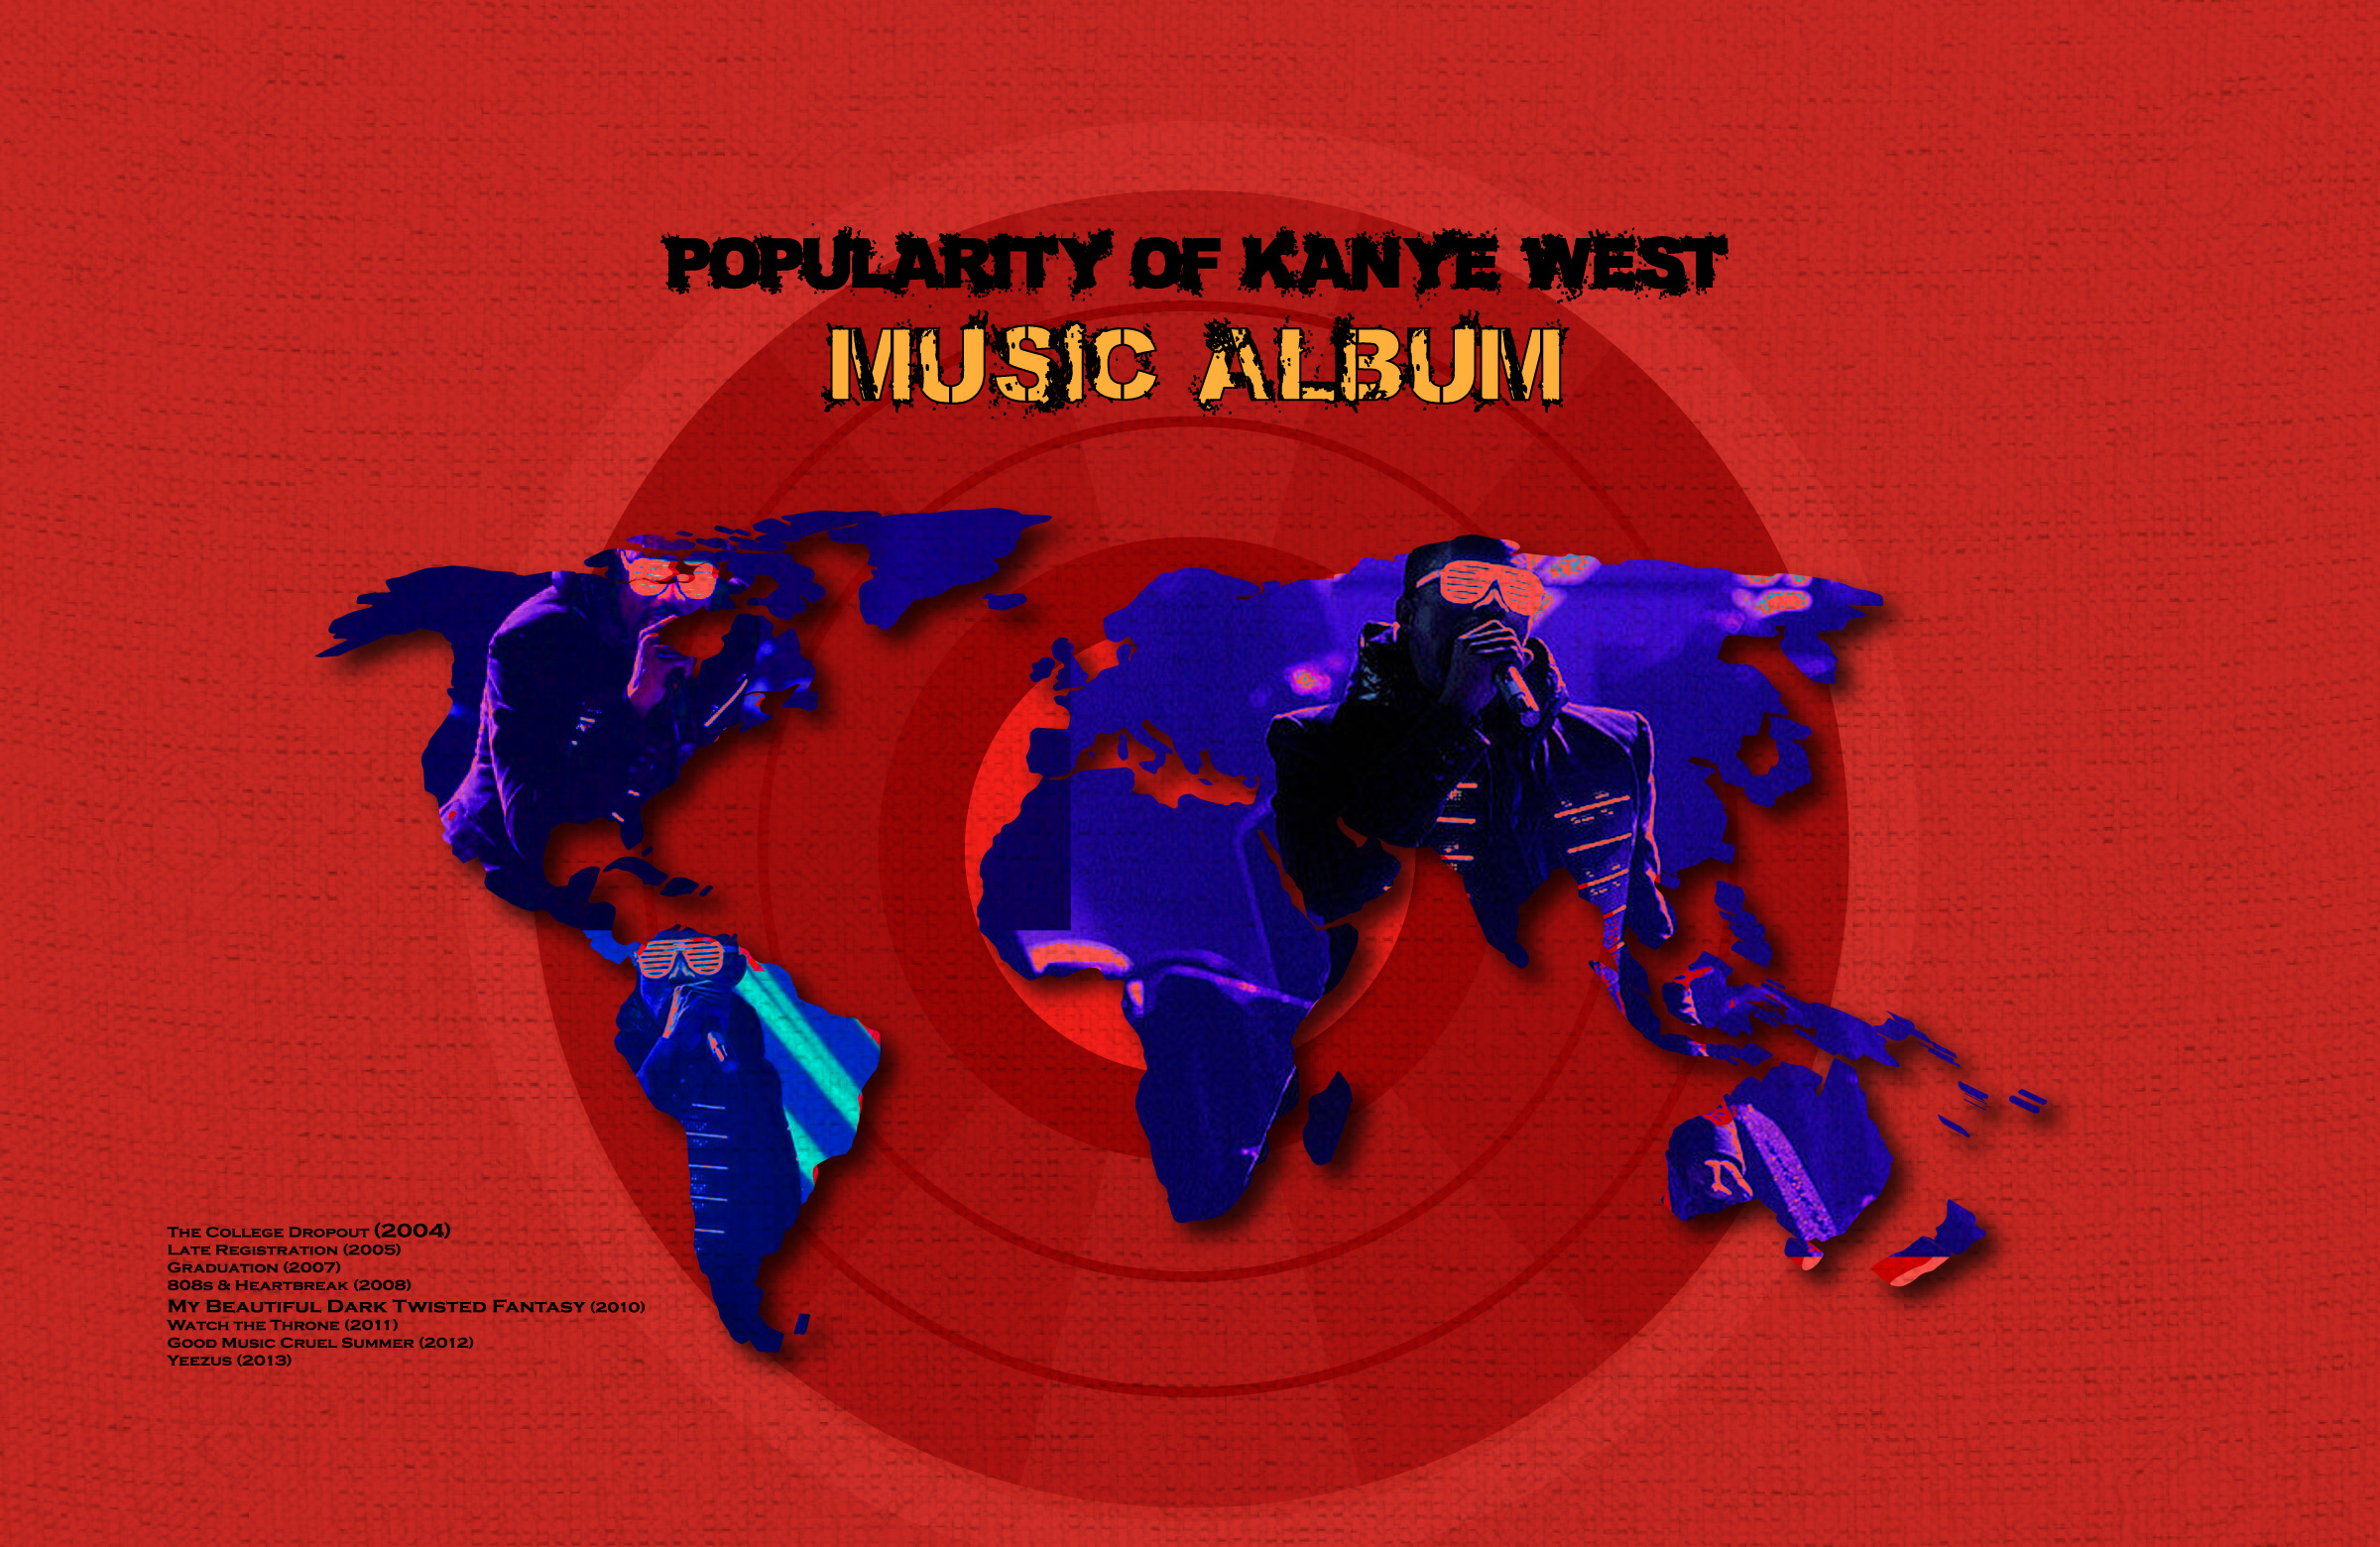 POPULARITY OF KANYE WEST
MUSIC ALBUM
The College Dropout (2004)
Late Registration (2005)
Graduation (2007)
808s & Heartbreak (2008)
My Beautiful Dark Twisted Fantasy (2010)
Watch the Throne (2011)
Good Music Cruel Summer (2012)
Yeezus (2013)